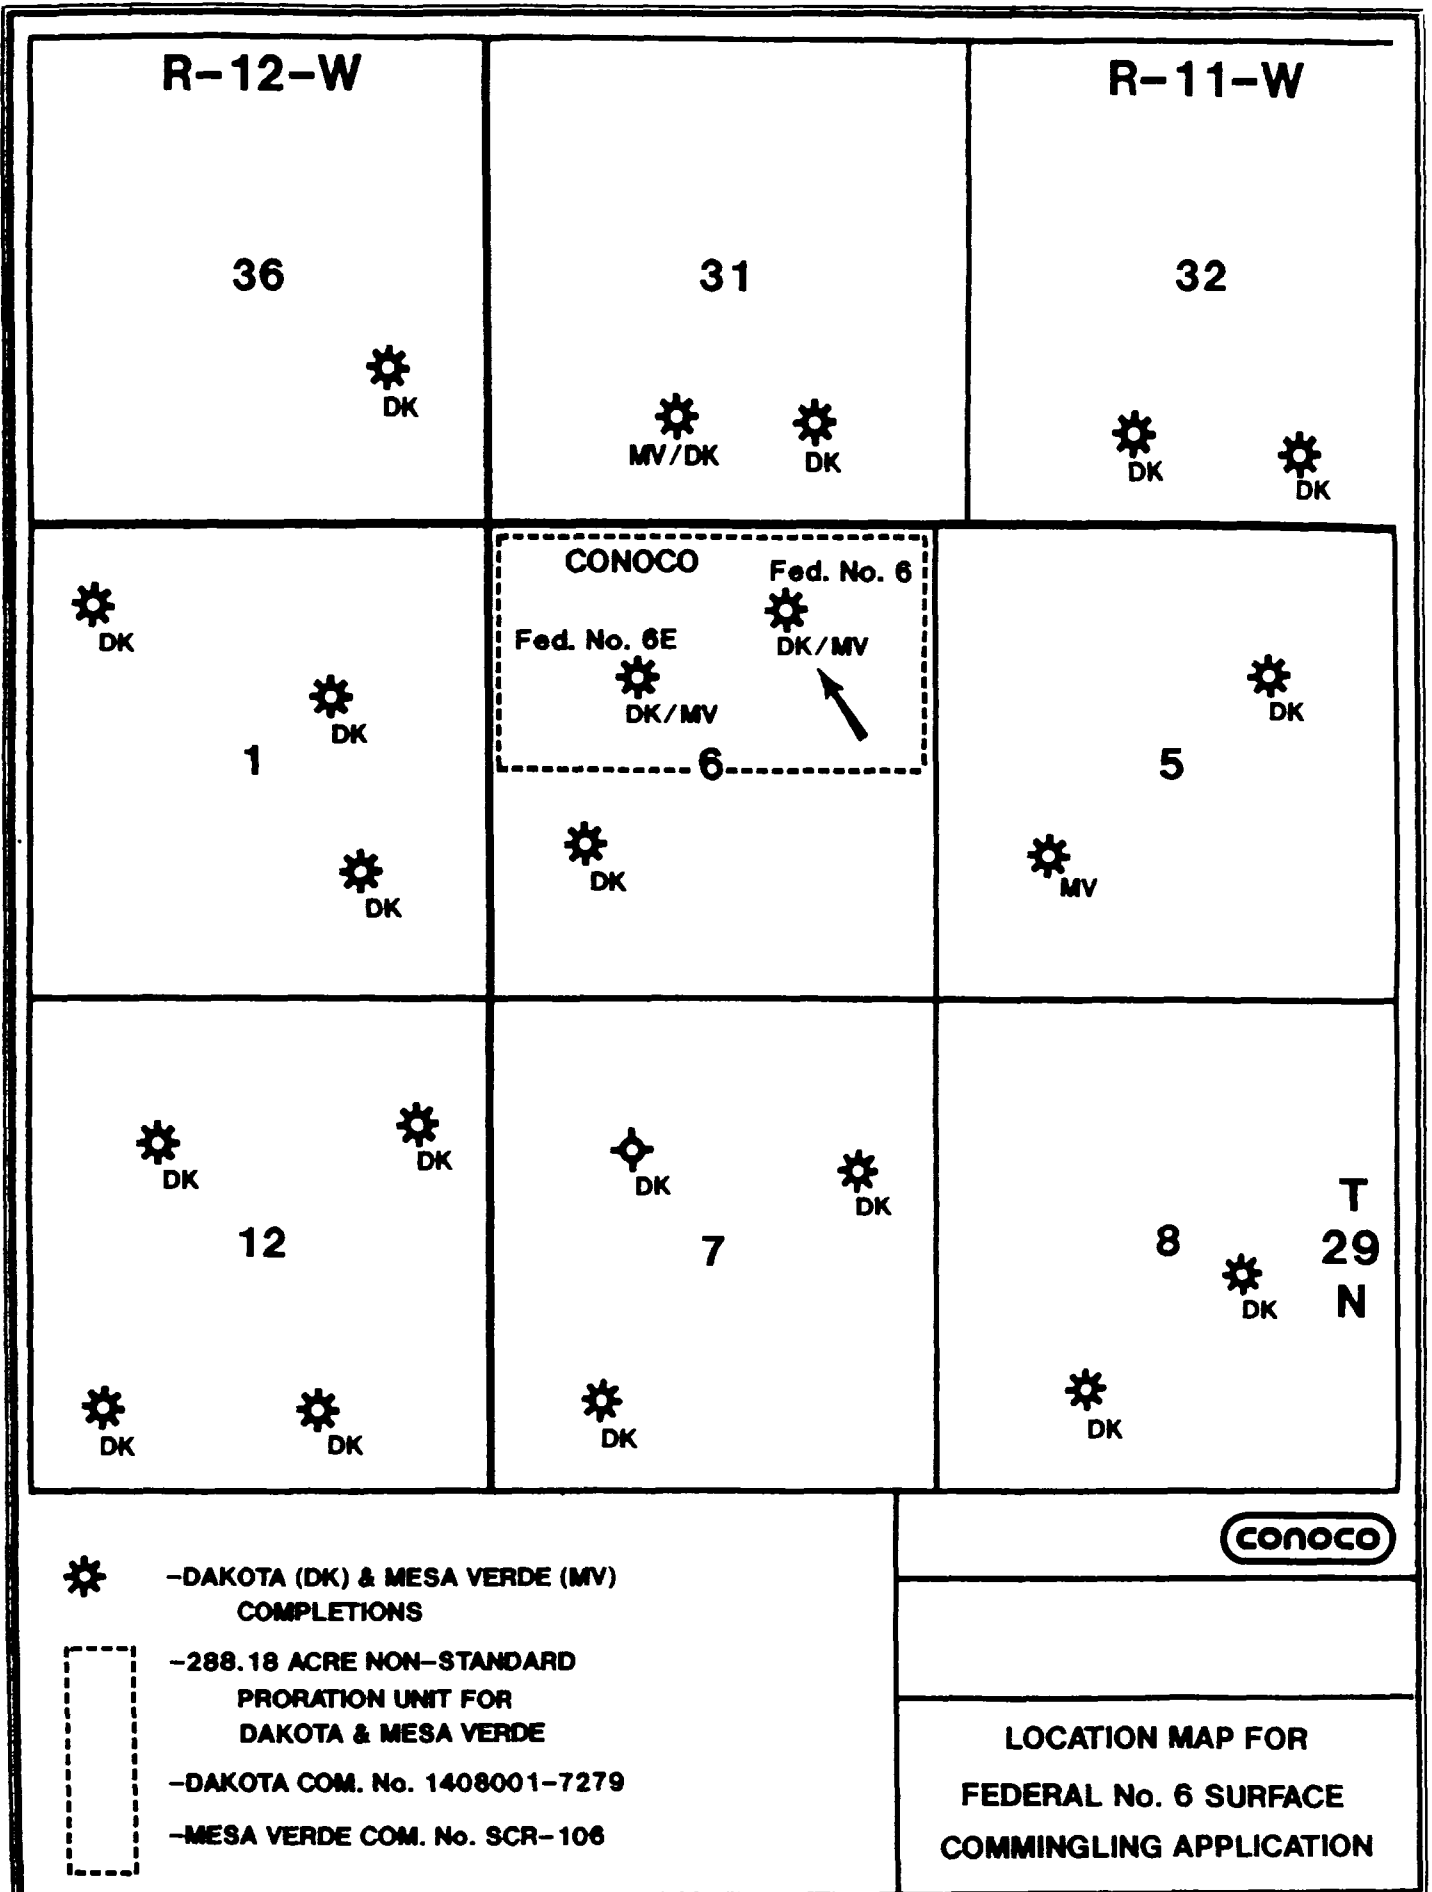 R-12-W
R-11-W
36
31
32
DK
MV/DK
DK
DK
DK
CONOCO
Fed. No. 6
DK/MV
Fed. No. 6E
DK/MV
DK
DK
DK
1
6
5
DK
DK
MV
DK
DK
DK
DK
DK
12
7
8
T
29
N
DK
DK
DK
DK
DK
conoco
-DAKOTA (DK) & MESA VERDE (MV)
COMPLETIONS
-288.18 ACRE NON-STANDARD
PRORATION UNIT FOR
DAKOTA & MESA VERDE
-DAKOTA COM. No. 1408001-7279
-MESA VERDE COM. No. SCR-106
LOCATION MAP FOR
FEDERAL No. 6 SURFACE
COMMINGLING APPLICATION